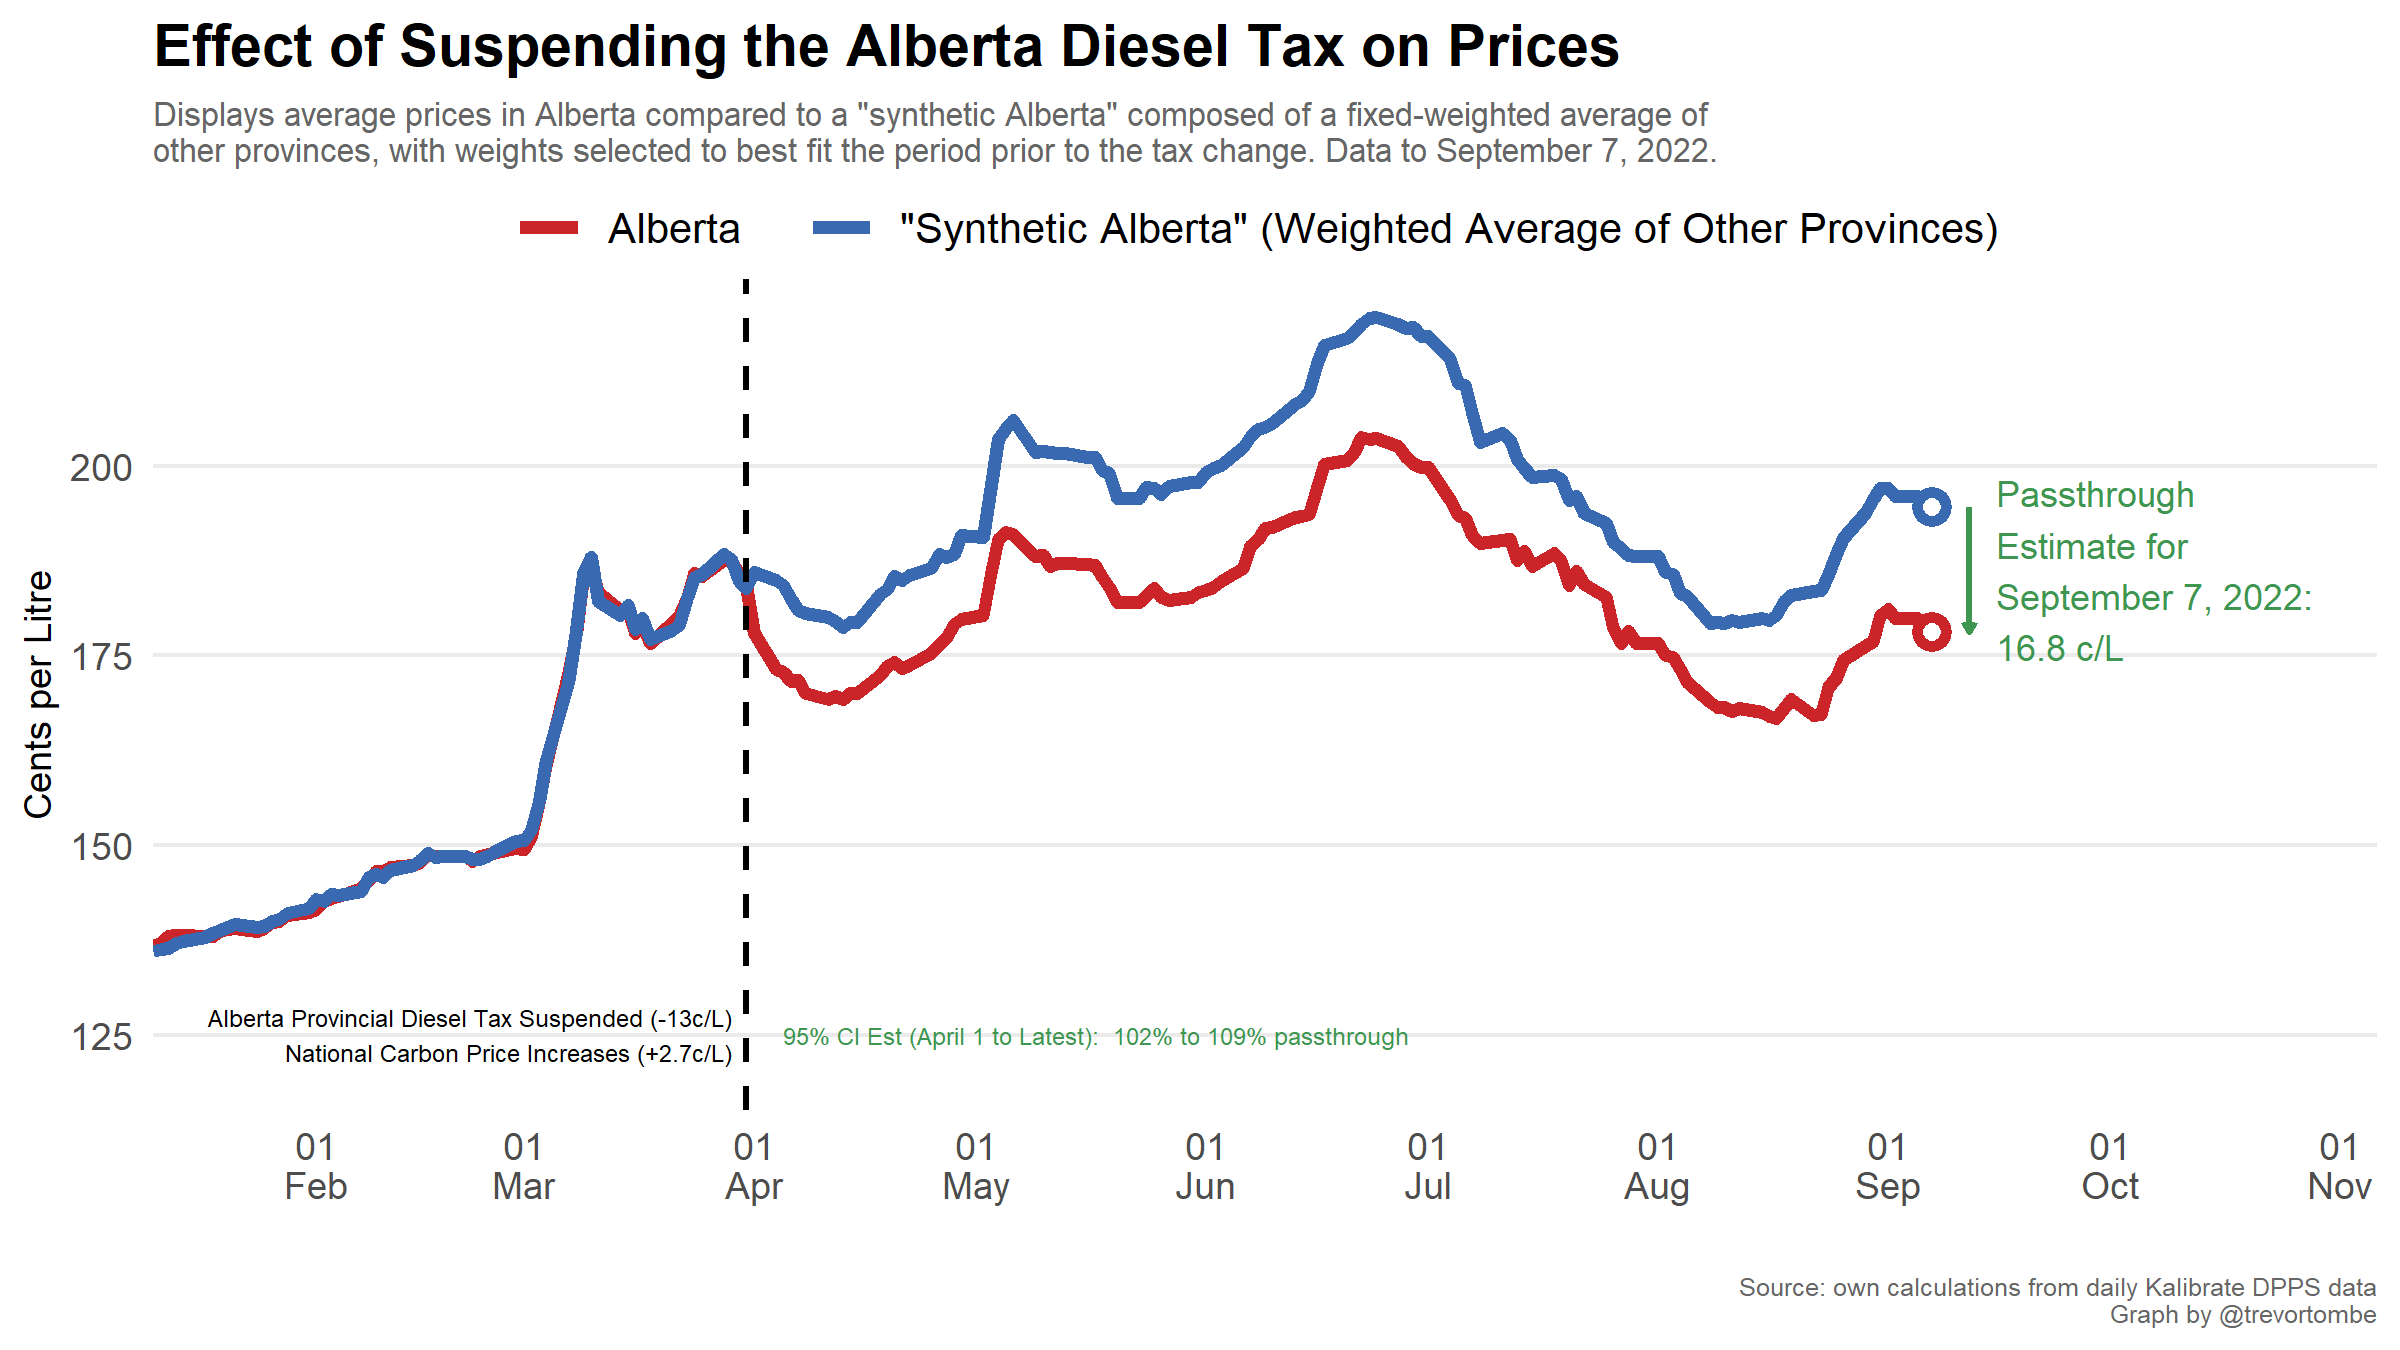 Effect of Suspending the Alberta Diesel Tax on Prices
Displays average prices in Alberta compared to a "synthetic Alberta" composed of a fixed-weighted average of
other provinces, with weights selected to best fit the period prior to the tax change. Data to September 7, 2022.
Alberta
"Synthetic Alberta" (Weighted Average of Other Provinces)
Cents per Litre
200
175
150
125
Passthrough
Estimate for
September 7, 2022:
16.8 c/L
Alberta Provincial Diesel Tax Suspended (-13c/L)
National Carbon Price Increases (+2.7c/L)
95% CI Est (April 1 to Latest):  102% to 109% passthrough
01
Feb
01
Mar
01
Apr
01
May
01
Jun
01
Jul
01
Aug
01
Sep
01
Oct
01
Nov
Source: own calculations from daily Kalibrate DPPS data
Graph by @trevortombe